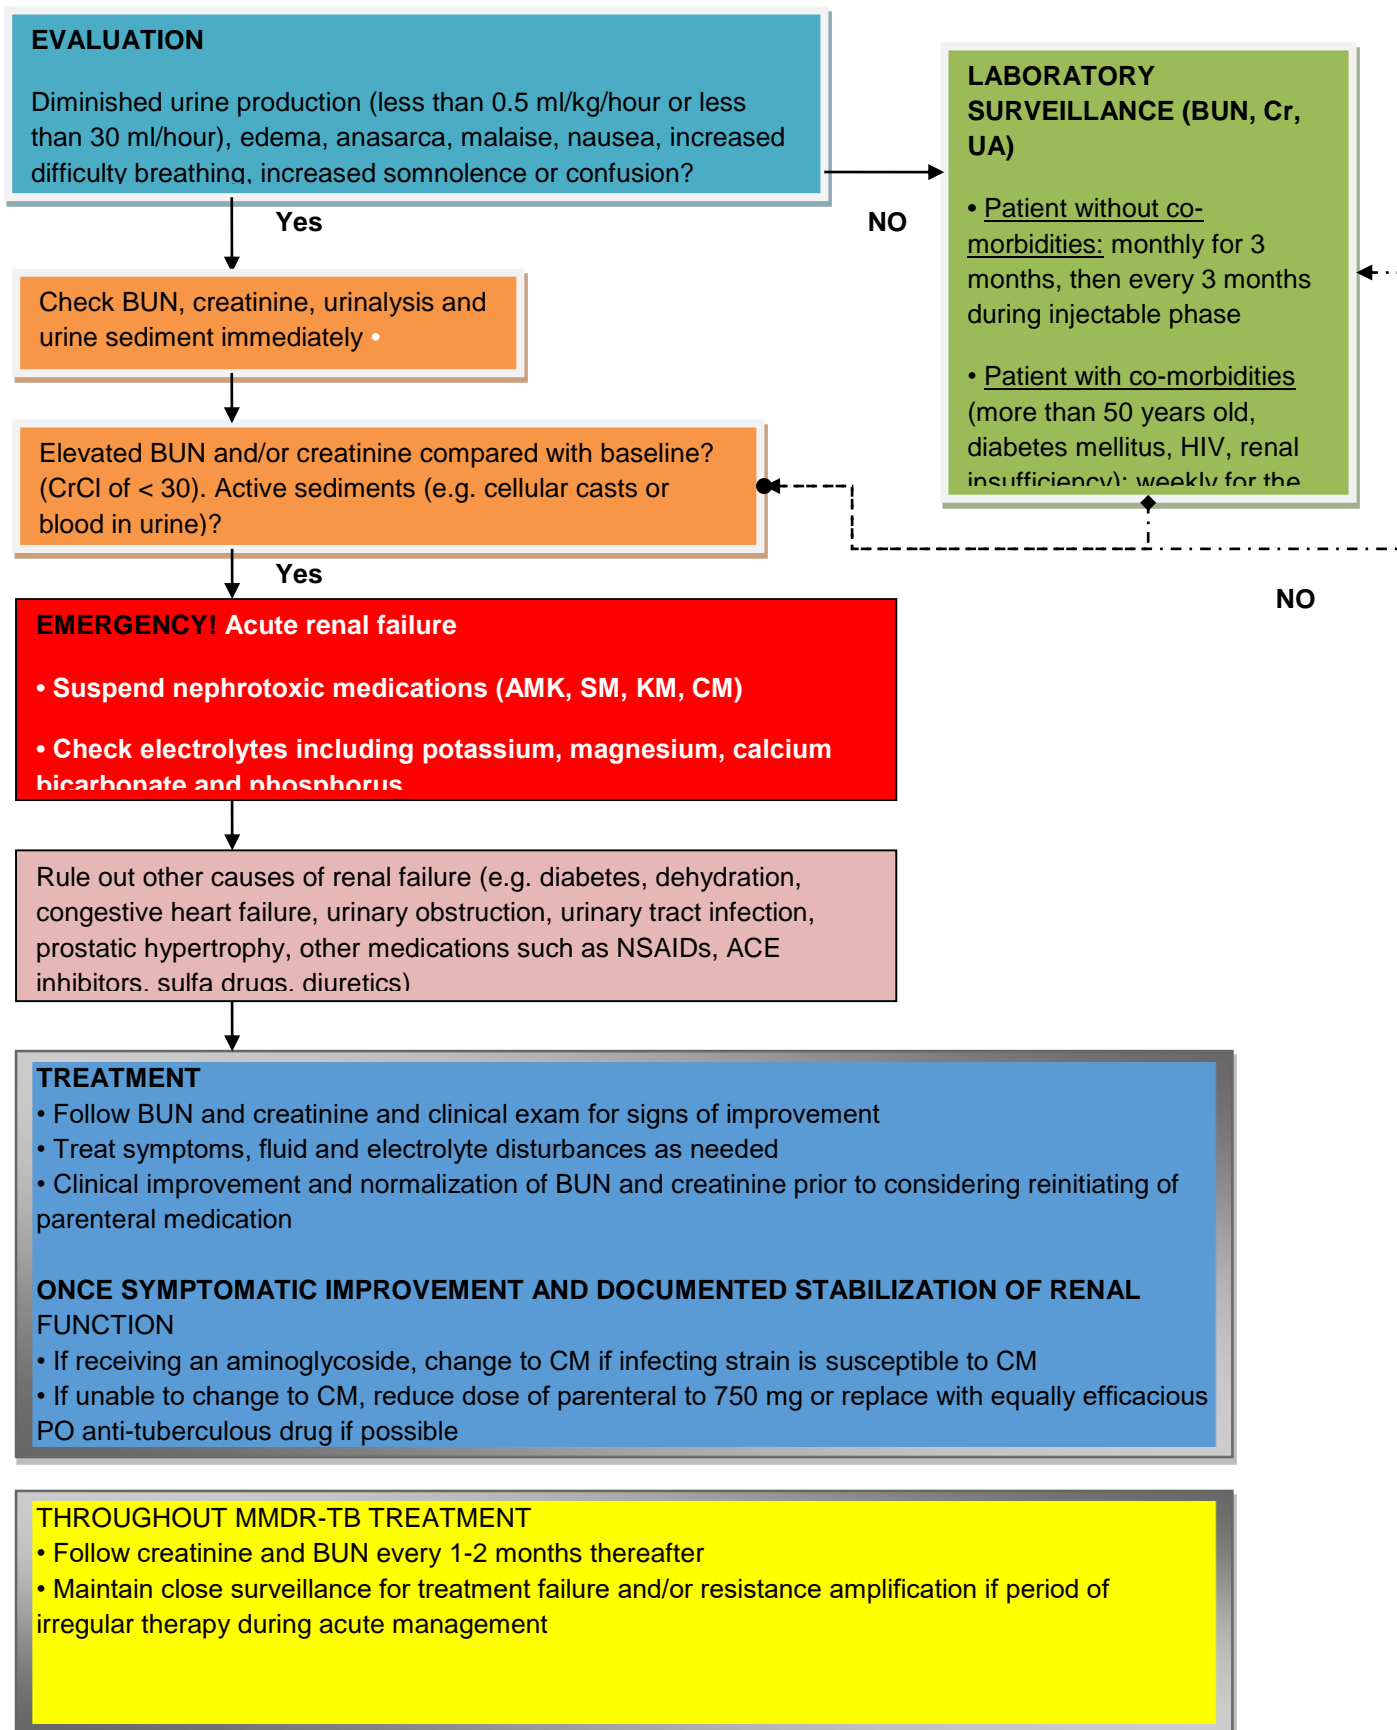 EVALUATION
Diminished urine production (less than 0.5 ml/kg/hour or less
than 30 ml/hour), edema, anasarca, malaise, nausea, increased
difficulty breathing, increased somnolence or confusion?
Yes
NO
LABORATORY
SURVEILLANCE (BUN, Cr,
UA)
• Patient without co-
morbidities: monthly for 3
months, then every 3 months
during injectable phase
• Patient with co-morbidities
(more than 50 years old,
diabetes mellitus, HIV, renal
insufficiency): weekly for the
Check BUN, creatinine, urinalysis and
urine sediment immediately •
Elevated BUN and/or creatinine compared with baseline?
(CrCl of < 30). Active sediments (e.g. cellular casts or
blood in urine)?
Yes
NO
EMERGENCY! Acute renal failure
• Suspend nephrotoxic medications (AMK, SM, KM, CM)
• Check electrolytes including potassium, magnesium, calcium
bicarbonate and phosphorus
Rule out other causes of renal failure (e.g. diabetes, dehydration,
congestive heart failure, urinary obstruction, urinary tract infection,
prostatic hypertrophy, other medications such as NSAIDs, ACE
inhibitors, sulfa drugs, diuretics)
TREATMENT
• Follow BUN and creatinine and clinical exam for signs of improvement
• Treat symptoms, fluid and electrolyte disturbances as needed
• Clinical improvement and normalization of BUN and creatinine prior to considering reinitiating of
parenteral medication
ONCE SYMPTOMATIC IMPROVEMENT AND DOCUMENTED STABILIZATION OF RENAL
FUNCTION
• If receiving an aminoglycoside, change to CM if infecting strain is susceptible to CM
• If unable to change to CM, reduce dose of parenteral to 750 mg or replace with equally efficacious
PO anti-tuberculous drug if possible
THROUGHOUT MMDR-TB TREATMENT
• Follow creatinine and BUN every 1-2 months thereafter
• Maintain close surveillance for treatment failure and/or resistance amplification if period of
irregular therapy during acute management